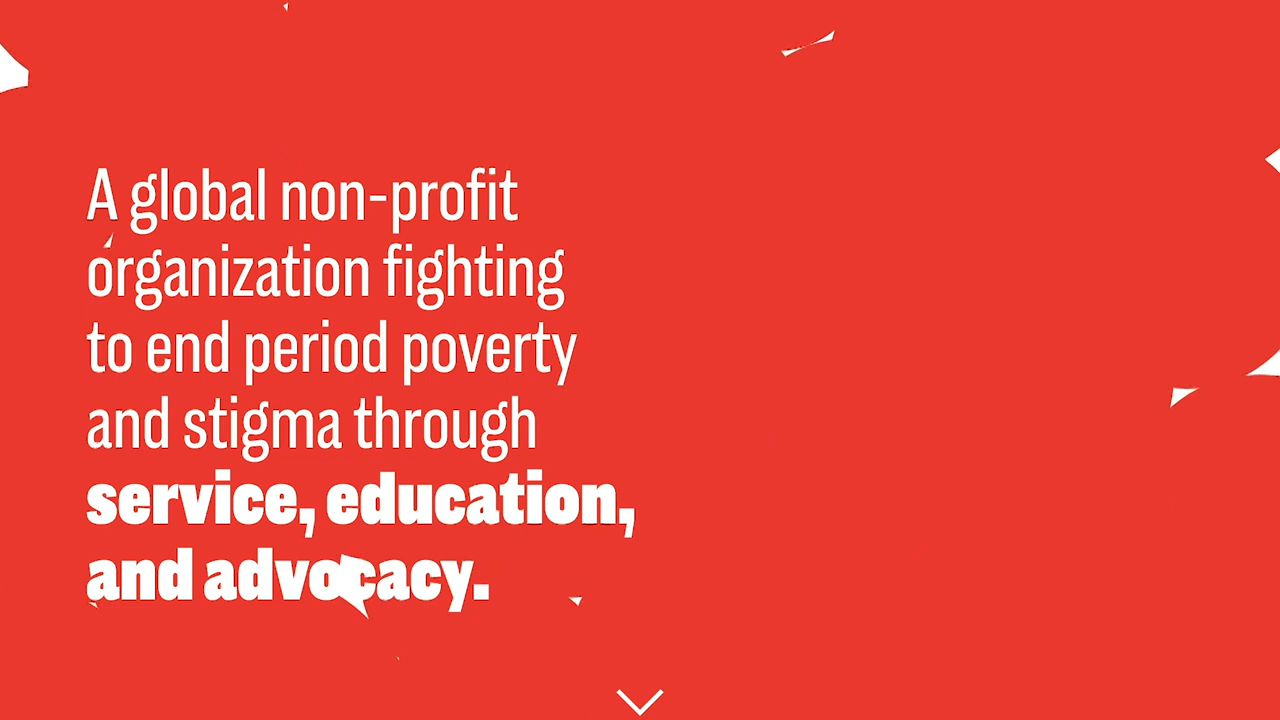 A global non-profit
organization fighting
to end period poverty
and stigma through
service, education,
and advocacy.